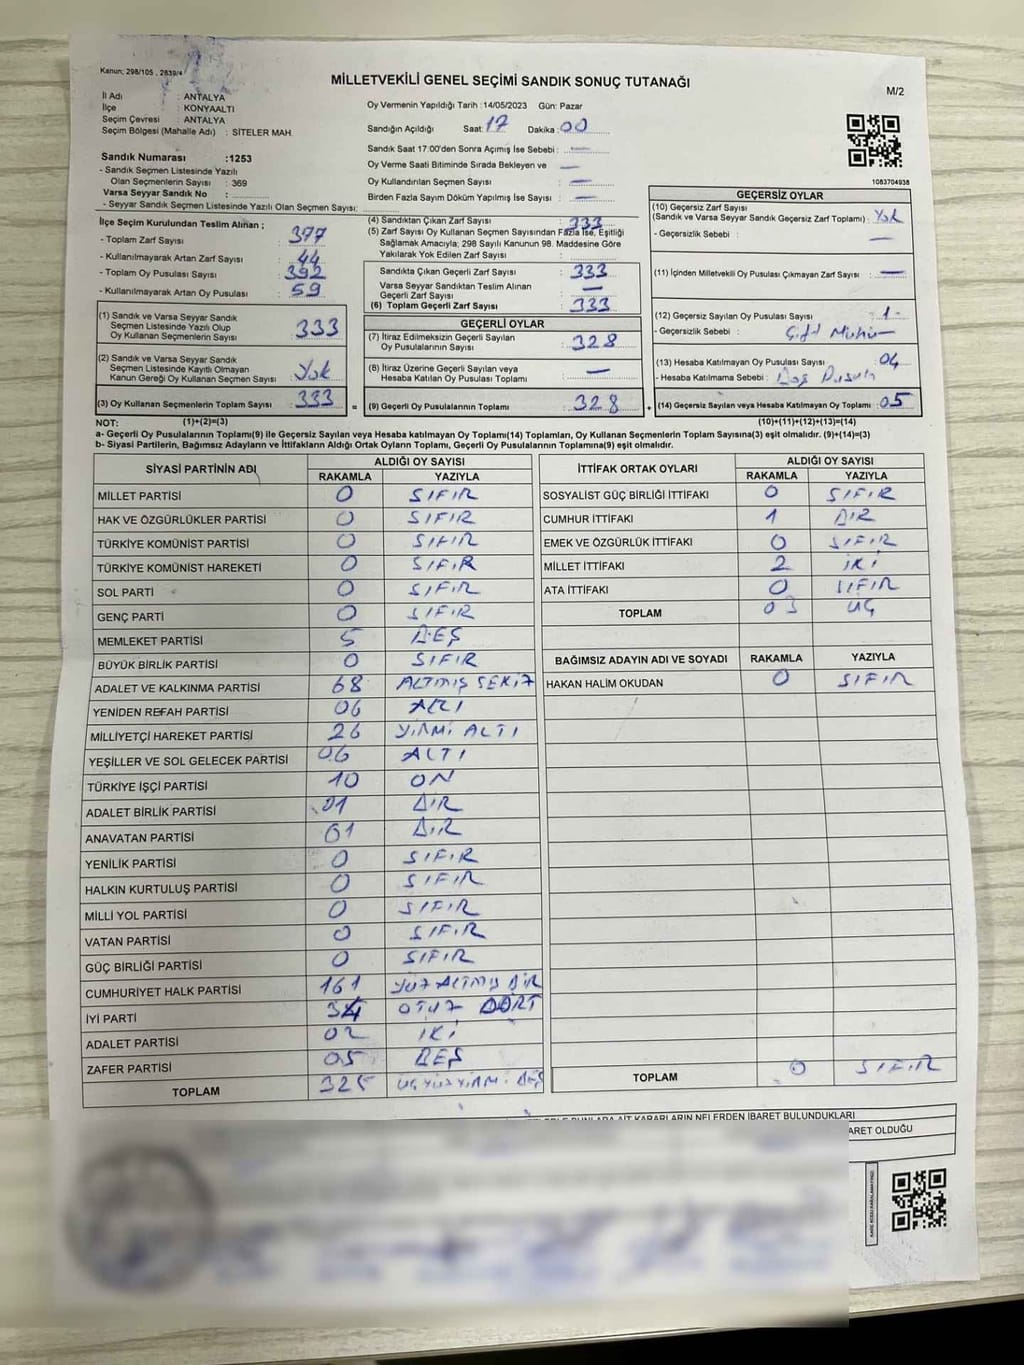 Kanun; 298/105 , 2839/4
MİLLETVEKİLİ GENEL SEÇİMİ SANDIK SONUÇ TUTANAĞI
M/2
İl Adı : ANTALYA
İlçe : KONYAALTI
Seçim Çevresi : ANTALYA
Seçim Bölgesi (Mahalle Adı) : SİTELER MAH.
Oy Vermenin Yapıldığı Tarih :14/05/2023 Gün: Pazar
Sandığın Açıldığı Saat: 17 Dakika : 00
Sandık Saat 17:00'den Sonra Açımış İse Sebebi : —
Oy Verme Saati Bitiminde Sırada Bekleyen ve —
Oy Kullandırılan Seçmen Sayısı : —
Birden Fazla Sayım Döküm Yapılmış İse Sayısı : —
Sandık Numarası :1253
- Sandık Seçmen Listesinde Yazılı
Olan Seçmenlerin Sayısı : 369
Varsa Seyyar Sandık No :
- Seyyar Sandık Seçmen Listesinde Yazılı Olan Seçmen Sayısı;
1083704938
İlçe Seçim Kurulundan Teslim Alınan ;
- Toplam Zarf Sayısı : 377
- Kullanılmayarak Artan Zarf Sayısı : 44
- Toplam Oy Pusulası Sayısı : 392
- Kullanılmayarak Artan Oy Pusulası : 59
(1) Sandık ve Varsa Seyyar Sandık
Seçmen Listesinde Yazılı Olup
Oy Kullanan Seçmenlerin Sayısı : 333
(2) Sandık ve Varsa Seyyar Sandık
Seçmen Listesinde Kayıtlı Olmayan
Kanun Gereği Oy Kullanan Seçmen Sayısı : Yok
(3) Oy Kullanan Seçmenlerin Toplam Sayısı : 333
(1)+(2)=(3)
(4) Sandıktan Çıkan Zarf Sayısı : 333
(5) Zarf Sayısı Oy Kullanan Seçmen Sayısından Fazla İse, Eşitliği
Sağlamak Amacıyla; 298 Sayılı Kanunun 98. Maddesine Göre
Yakılarak Yok Edilen Zarf Sayısı :
Sandıkta Çıkan Geçerli Zarf Sayısı : 333
Varsa Seyyar Sandıktan Teslim Alınan
Geçerli Zarf Sayısı : —
(6) Toplam Geçerli Zarf Sayısı : 333
GEÇERLİ OYLAR
(7) İtiraz Edilmeksizin Geçerli Sayılan
Oy Pusulalarının Sayısı : 328
(8) İtiraz Üzerine Geçerli Sayılan veya
Hesaba Katılan Oy Pusulaları Toplamı : —
= (9) Geçerli Oy Pusulalarının Toplamı : 328 +
GEÇERSİZ OYLAR
(10) Geçersiz Zarf Sayısı
(Sandık ve Varsa Seyyar Sandık Geçersiz Zarf Toplamı) : Yok
- Geçersizlik Sebebi : —
(11) İçinden Milletvekili Oy Pusulası Çıkmayan Zarf Sayısı : —
(12) Geçersiz Sayılan Oy Pusulası Sayısı : 1-
- Geçersizlik Sebebi : Çift Mühür
(13) Hesaba Katılmayan Oy Pusulası Sayısı : 04
- Hesaba Katılmama Sebebi : Boş Pusula
(14) Geçersiz Sayılan veya Hesaba Katılmayan Oy Toplamı : 05
(10)+(11)+(12)+(13)=(14)
NOT:
a- Geçerli Oy Pusulalarının Toplamı(9) ile Geçersiz Sayılan veya Hesaba katılmayan Oy Toplamı(14) Toplamları, Oy Kullanan Seçmenlerin Toplam Sayısına(3) eşit olmalıdır. (9)+(14)=(3)
b- Siyasi Partilerin, Bağımsız Adayların ve İttifakların Aldığı Ortak Oyların Toplamı, Geçerli Oy Pusulalarının Toplamına(9) eşit olmalıdır.
SİYASİ PARTİNİN ADI ALDIĞI OY SAYISI
RAKAMLA YAZIYLA
MİLLET PARTİSİ 0 SIFIR
HAK VE ÖZGÜRLÜKLER PARTİSİ 0 SIFIR
TÜRKİYE KOMÜNİST PARTİSİ 0 SIFIR
TÜRKİYE KOMÜNİST HAREKETİ 0 SIFIR
SOL PARTİ 0 SIFIR
GENÇ PARTİ 0 SIFIR
MEMLEKET PARTİSİ 5 BEŞ
BÜYÜK BİRLİK PARTİSİ 0 SIFIR
ADALET VE KALKINMA PARTİSİ 68 ALTMIŞ SEKİZ
YENİDEN REFAH PARTİSİ 06 ALTI
MİLLİYETÇİ HAREKET PARTİSİ 26 YİRMİ ALTI
YEŞİLLER VE SOL GELECEK PARTİSİ 06 ALTI
TÜRKİYE İŞÇİ PARTİSİ 10 ON
ADALET BİRLİK PARTİSİ 01 BİR
ANAVATAN PARTİSİ 01 BİR
YENİLİK PARTİSİ 0 SIFIR
HALKIN KURTULUŞ PARTİSİ 0 SIFIR
MİLLİ YOL PARTİSİ 0 SIFIR
VATAN PARTİSİ 0 SIFIR
GÜÇ BİRLİĞİ PARTİSİ 0 SIFIR
CUMHURİYET HALK PARTİSİ 161 YÜZ ALTMIŞ BİR
İYİ PARTİ 34 OTUZ DÖRT
ADALET PARTİSİ 02 İKİ
ZAFER PARTİSİ 05 BEŞ
TOPLAM 325 ÜÇ YÜZ YİRMİ BEŞ
İTTİFAK ORTAK OYLARI ALDIĞI OY SAYISI
RAKAMLA YAZIYLA
SOSYALİST GÜÇ BİRLİĞİ İTTİFAKI 0 SIFIR
CUMHUR İTTİFAKI 1 BİR
EMEK VE ÖZGÜRLÜK İTTİFAKI 0 SIFIR
MİLLET İTTİFAKI 2 İKİ
ATA İTTİFAKI 0 SIFIR
TOPLAM 03 ÜÇ
BAĞIMSIZ ADAYIN ADI VE SOYADI RAKAMLA YAZIYLA
HAKAN HALİM OKUDAN 0 SIFIR
TOPLAM 0 SIFIR
BUNLARA AİT KARARLARIN NELERDEN İBARET BULUNDUKLARI
ARET OLDUĞU